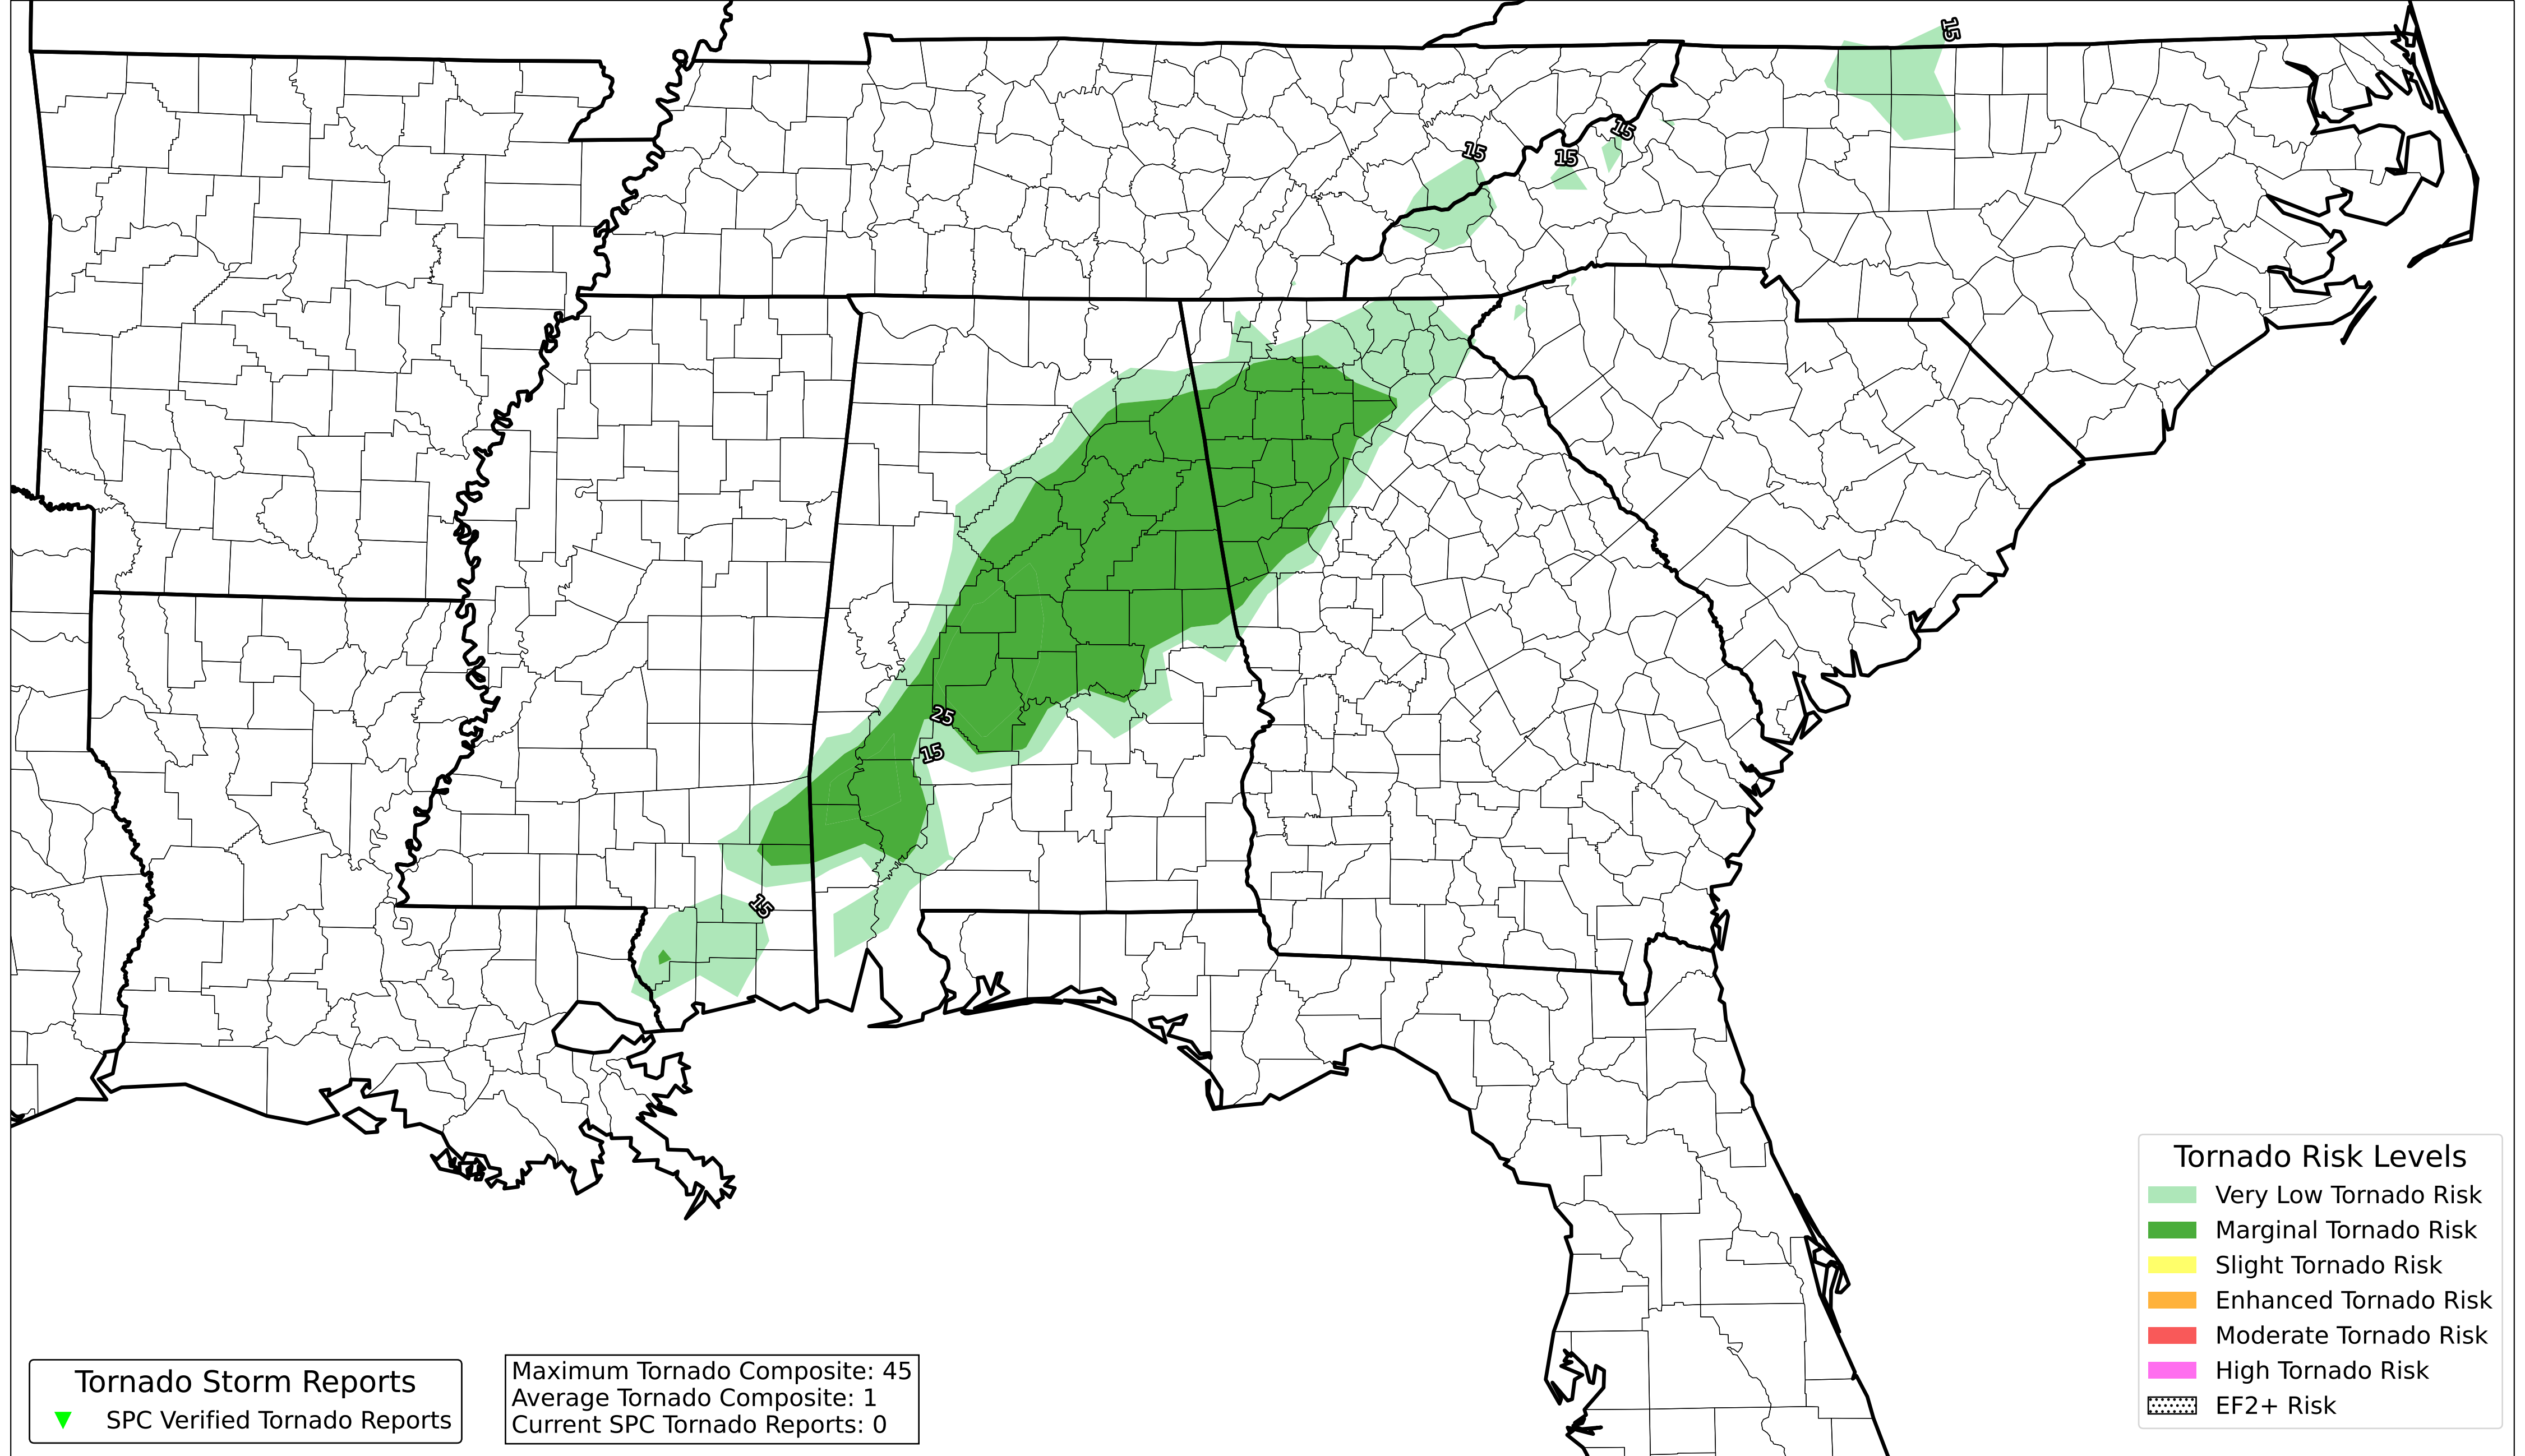 15
15
15
15
25
15
15
Tornado Storm Reports
SPC Verified Tornado Reports
Maximum Tornado Composite: 45
Average Tornado Composite: 1
Current SPC Tornado Reports: 0
Tornado Risk Levels
Very Low Tornado Risk
Marginal Tornado Risk
Slight Tornado Risk
Enhanced Tornado Risk
Moderate Tornado Risk
High Tornado Risk
EF2+ Risk